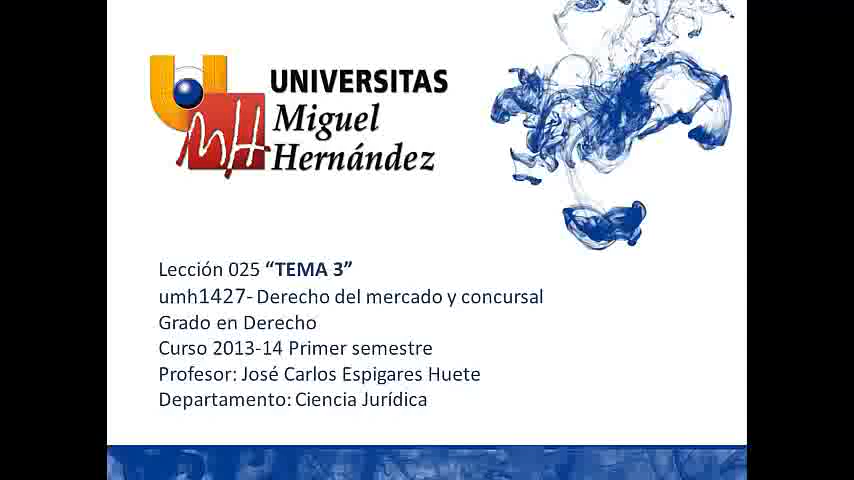 UNIVERSITAS
Miguel
Hernández
UMH
Lección 025 “TEMA 3”
umh1427- Derecho del mercado y concursal
Grado en Derecho
Curso 2013-14 Primer semestre
Profesor: José Carlos Espigares Huete
Departamento: Ciencia Jurídica